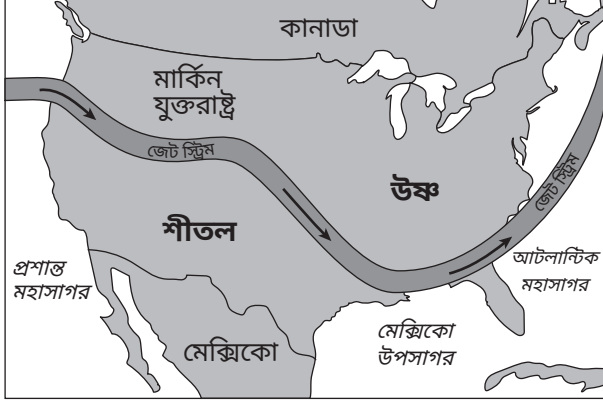 কানাডা
মার্কিন
যুক্তরাষ্ট্র
জেট স্ট্রিম
উষ্ণ
জেট স্ট্রিম
শীতল
প্রশান্ত
মহাসাগর
আটলান্টিক
মহাসাগর
মেক্সিকো
উপসাগর
মেক্সিকো